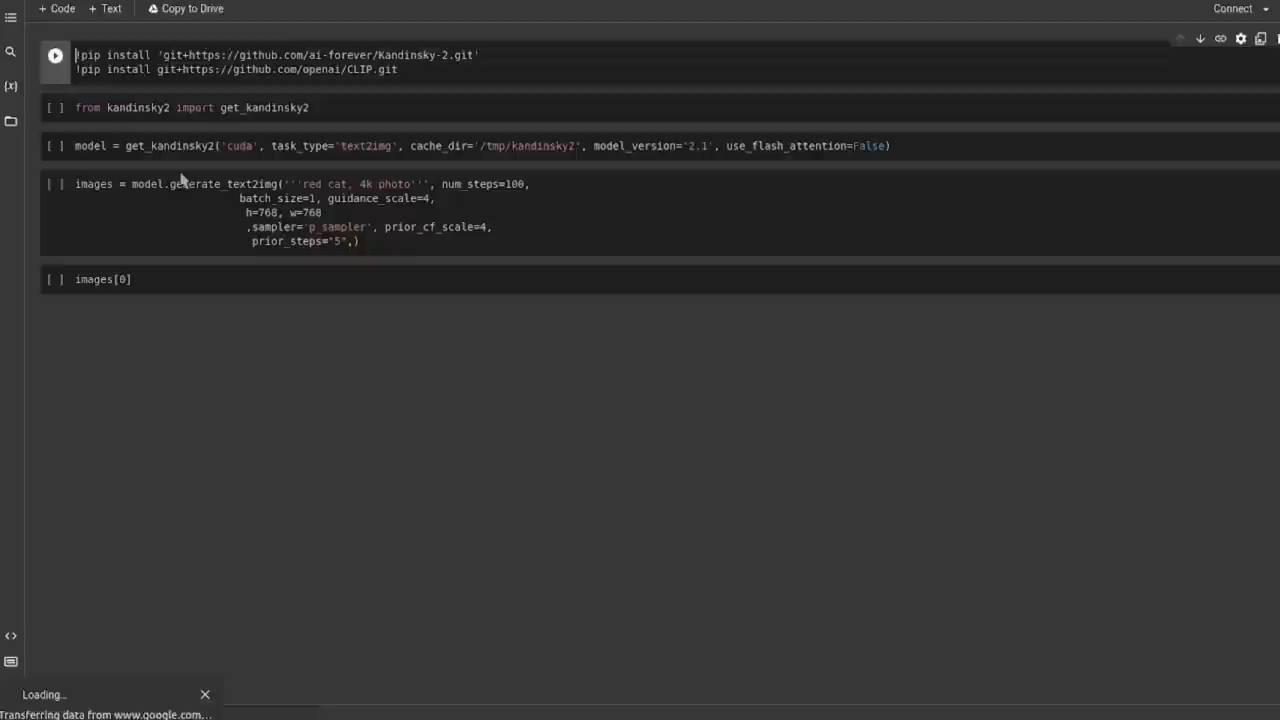 + Code + Text Copy to Drive Connect
!pip install 'git+https://github.com/ai-forever/Kandinsky-2.git'
!pip install git+https://github.com/openai/CLIP.git
[ ] from kandinsky2 import get_kandinsky2
[ ] model = get_kandinsky2('cuda', task_type='text2img', cache_dir='/tmp/kandinsky2', model_version='2.1', use_flash_attention=False)
[ ] images = model.generate_text2img('''red cat, 4k photo''', num_steps=100,
batch_size=1, guidance_scale=4,
h=768, w=768
,sampler='p_sampler', prior_cf_scale=4,
prior_steps="5",)
[ ] images[0]
Loading...
Transferring data from www.google.com...